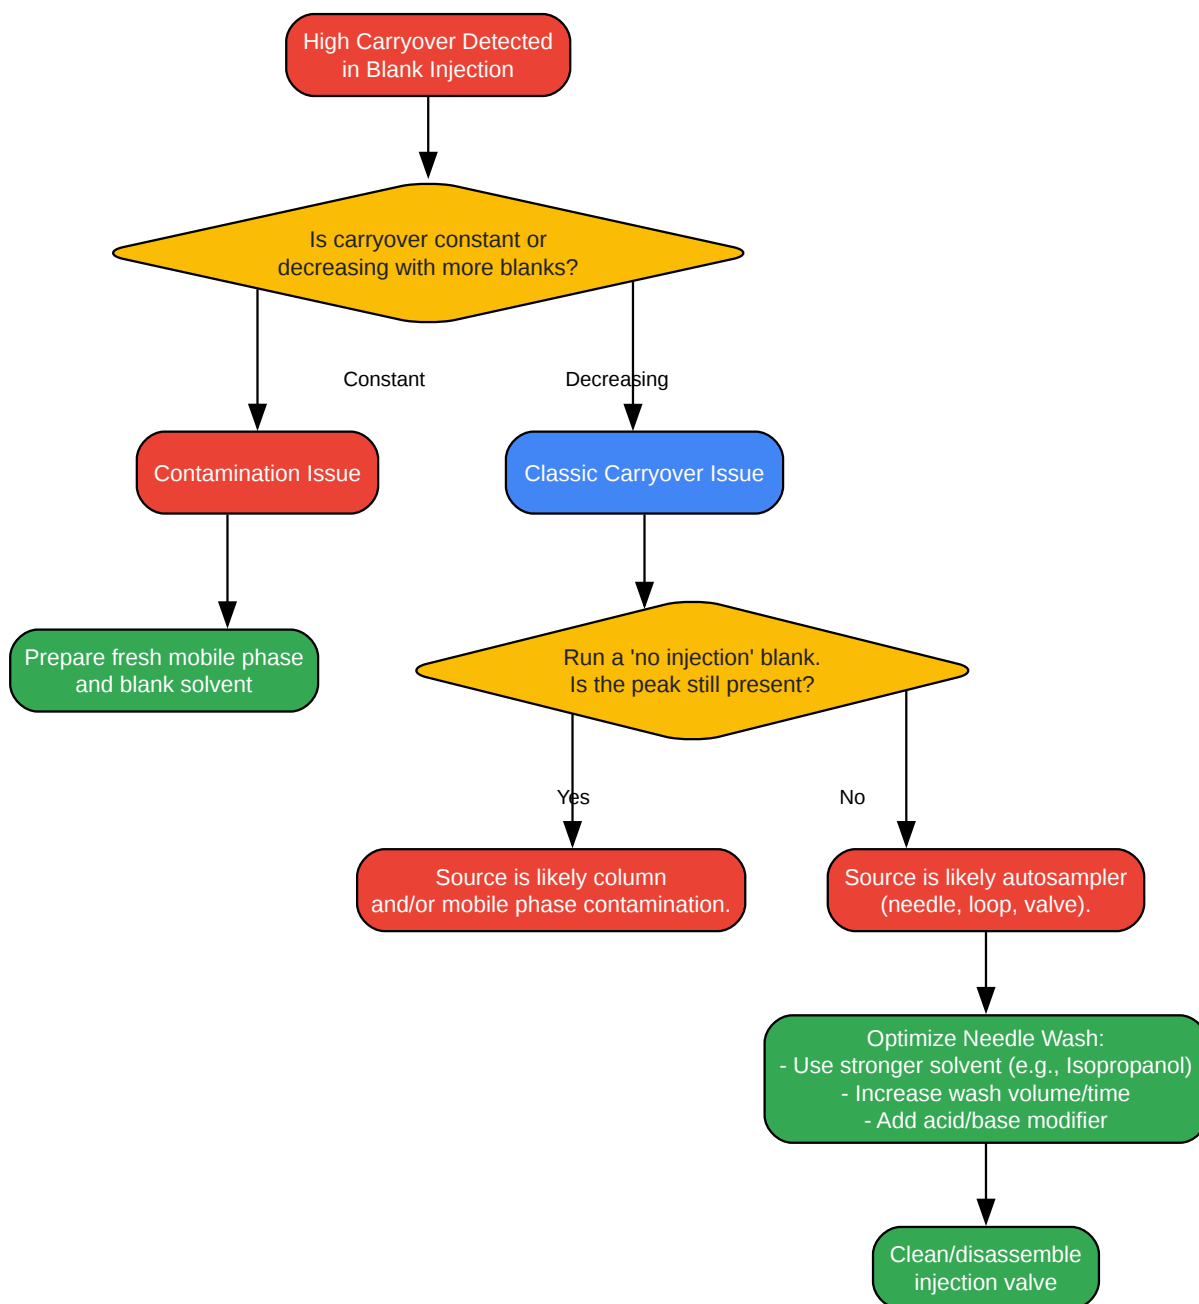 High Carryover Detected
in Blank Injection
Is carryover constant or
decreasing with more blanks?
Constant
Decreasing
Contamination Issue
Classic Carryover Issue
Prepare fresh mobile phase
and blank solvent
Run a 'no injection' blank.
Is the peak still present?
Yes
No
Source is likely column
and/or mobile phase contamination.
Source is likely autosampler
(needle, loop, valve).
Optimize Needle Wash:
- Use stronger solvent (e.g., Isopropanol)
- Increase wash volume/time
- Add acid/base modifier
Clean/disassemble
injection valve